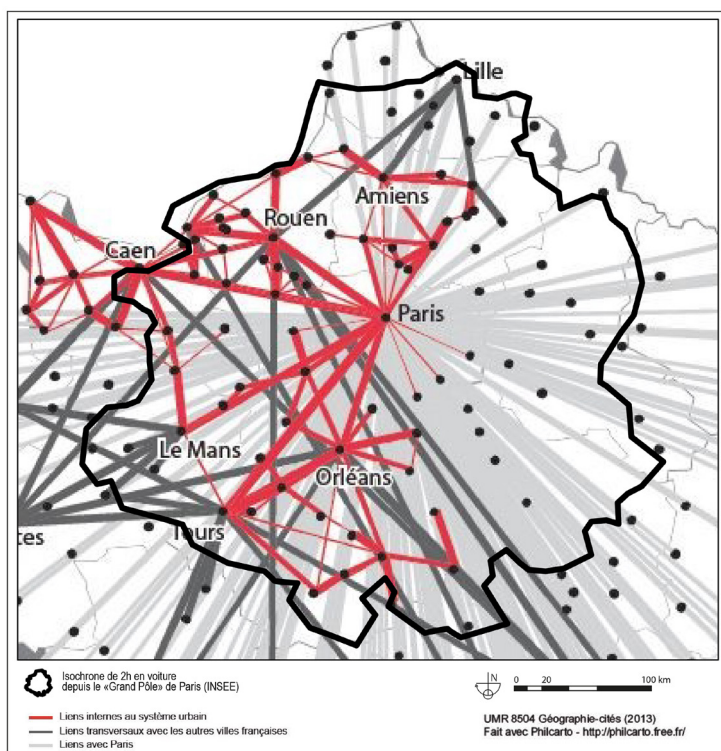 Lille
Amiens
Rouen
Caen
Paris
Le Mans
Orléans
Tours
tes
Isochrone de 2h en voiture
depuis le «Grand Pôle» de Paris (INSEE)
N
0 20 100 km
Liens internes au système urbain
Liens transversaux avec les autres villes françaises
Liens avec Paris
UMR 8504 Géographie-cités (2013)
Fait avec Philcarto - http://philcarto.free.fr/